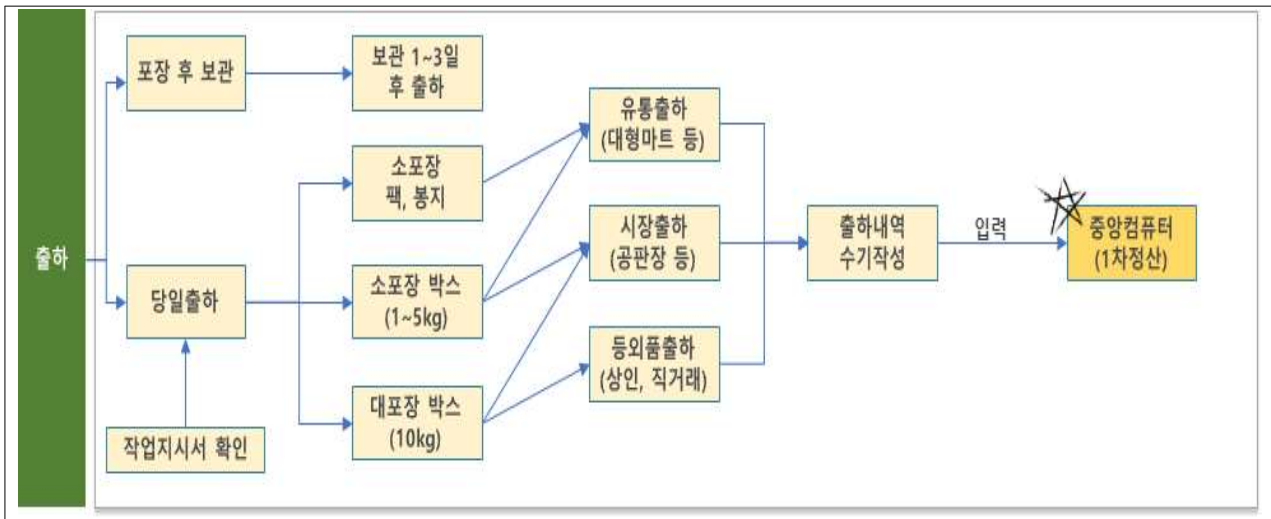 출하
포장 후 보관
보관 1~3일
후 출하
유통출하
(대형마트 등)
소포장
팩, 봉지
시장출하
(공판장 등)
출하내역
수기작성
입력
중앙컴퓨터
(1차정산)
당일출하
소포장 박스
(1~5kg)
등외품출하
(상인, 직거래)
대포장 박스
(10kg)
작업지시서 확인